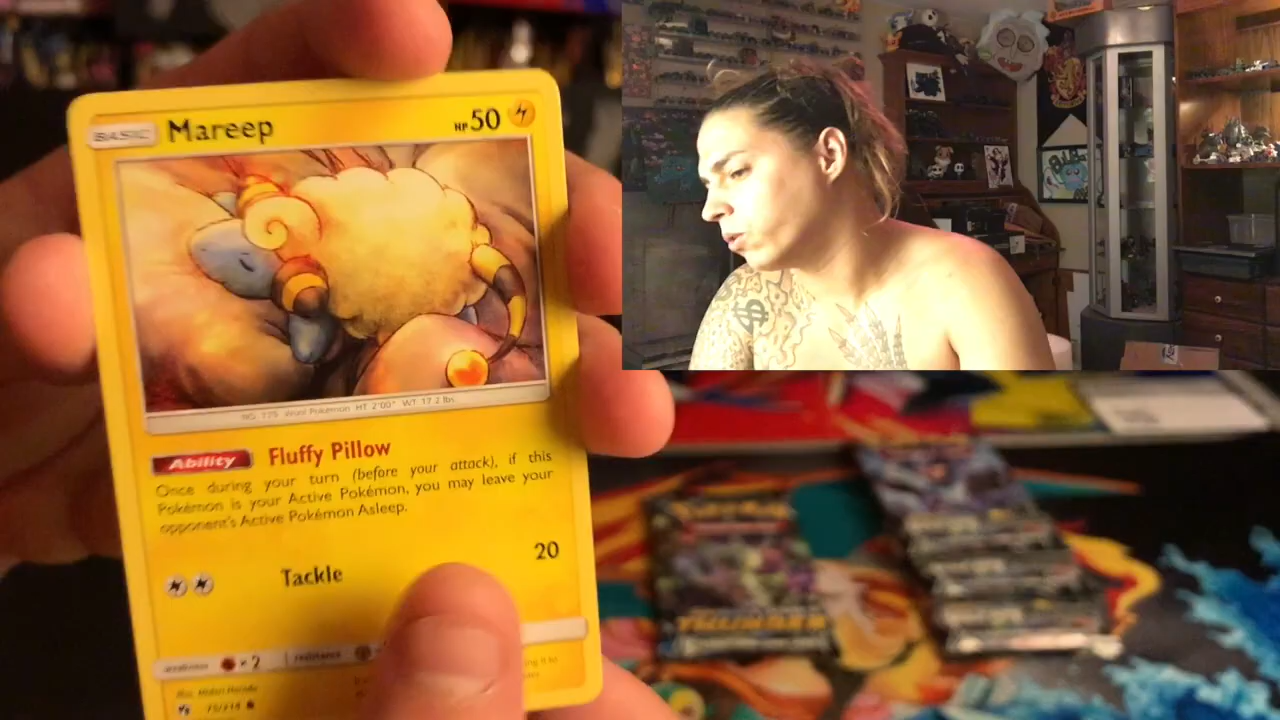 BASIC Mareep HP 50
NO. 179 Wool Pokémon HT 2'00" WT 17.2 lbs.
Ability Fluffy Pillow
Once during your turn (before your attack), if this
Pokémon is your Active Pokémon, you may leave your
opponent's Active Pokémon Asleep.
Tackle 20
weakness ×2 resistance
75/214